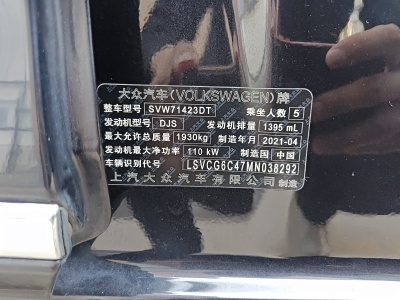 大众汽车(VOLKSWAGEN)牌
整车型号 SVW71423DT 乘坐人数 5
发动机型号 DJS 发动机排量 1395 mL
最大允许总质量 1930kg 制造年月 2021-04
发动机最大净功率 110 kW 制造国 中国
车辆识别代号 LSVCG6C47MN038292
上汽大众汽车有限公司 制造